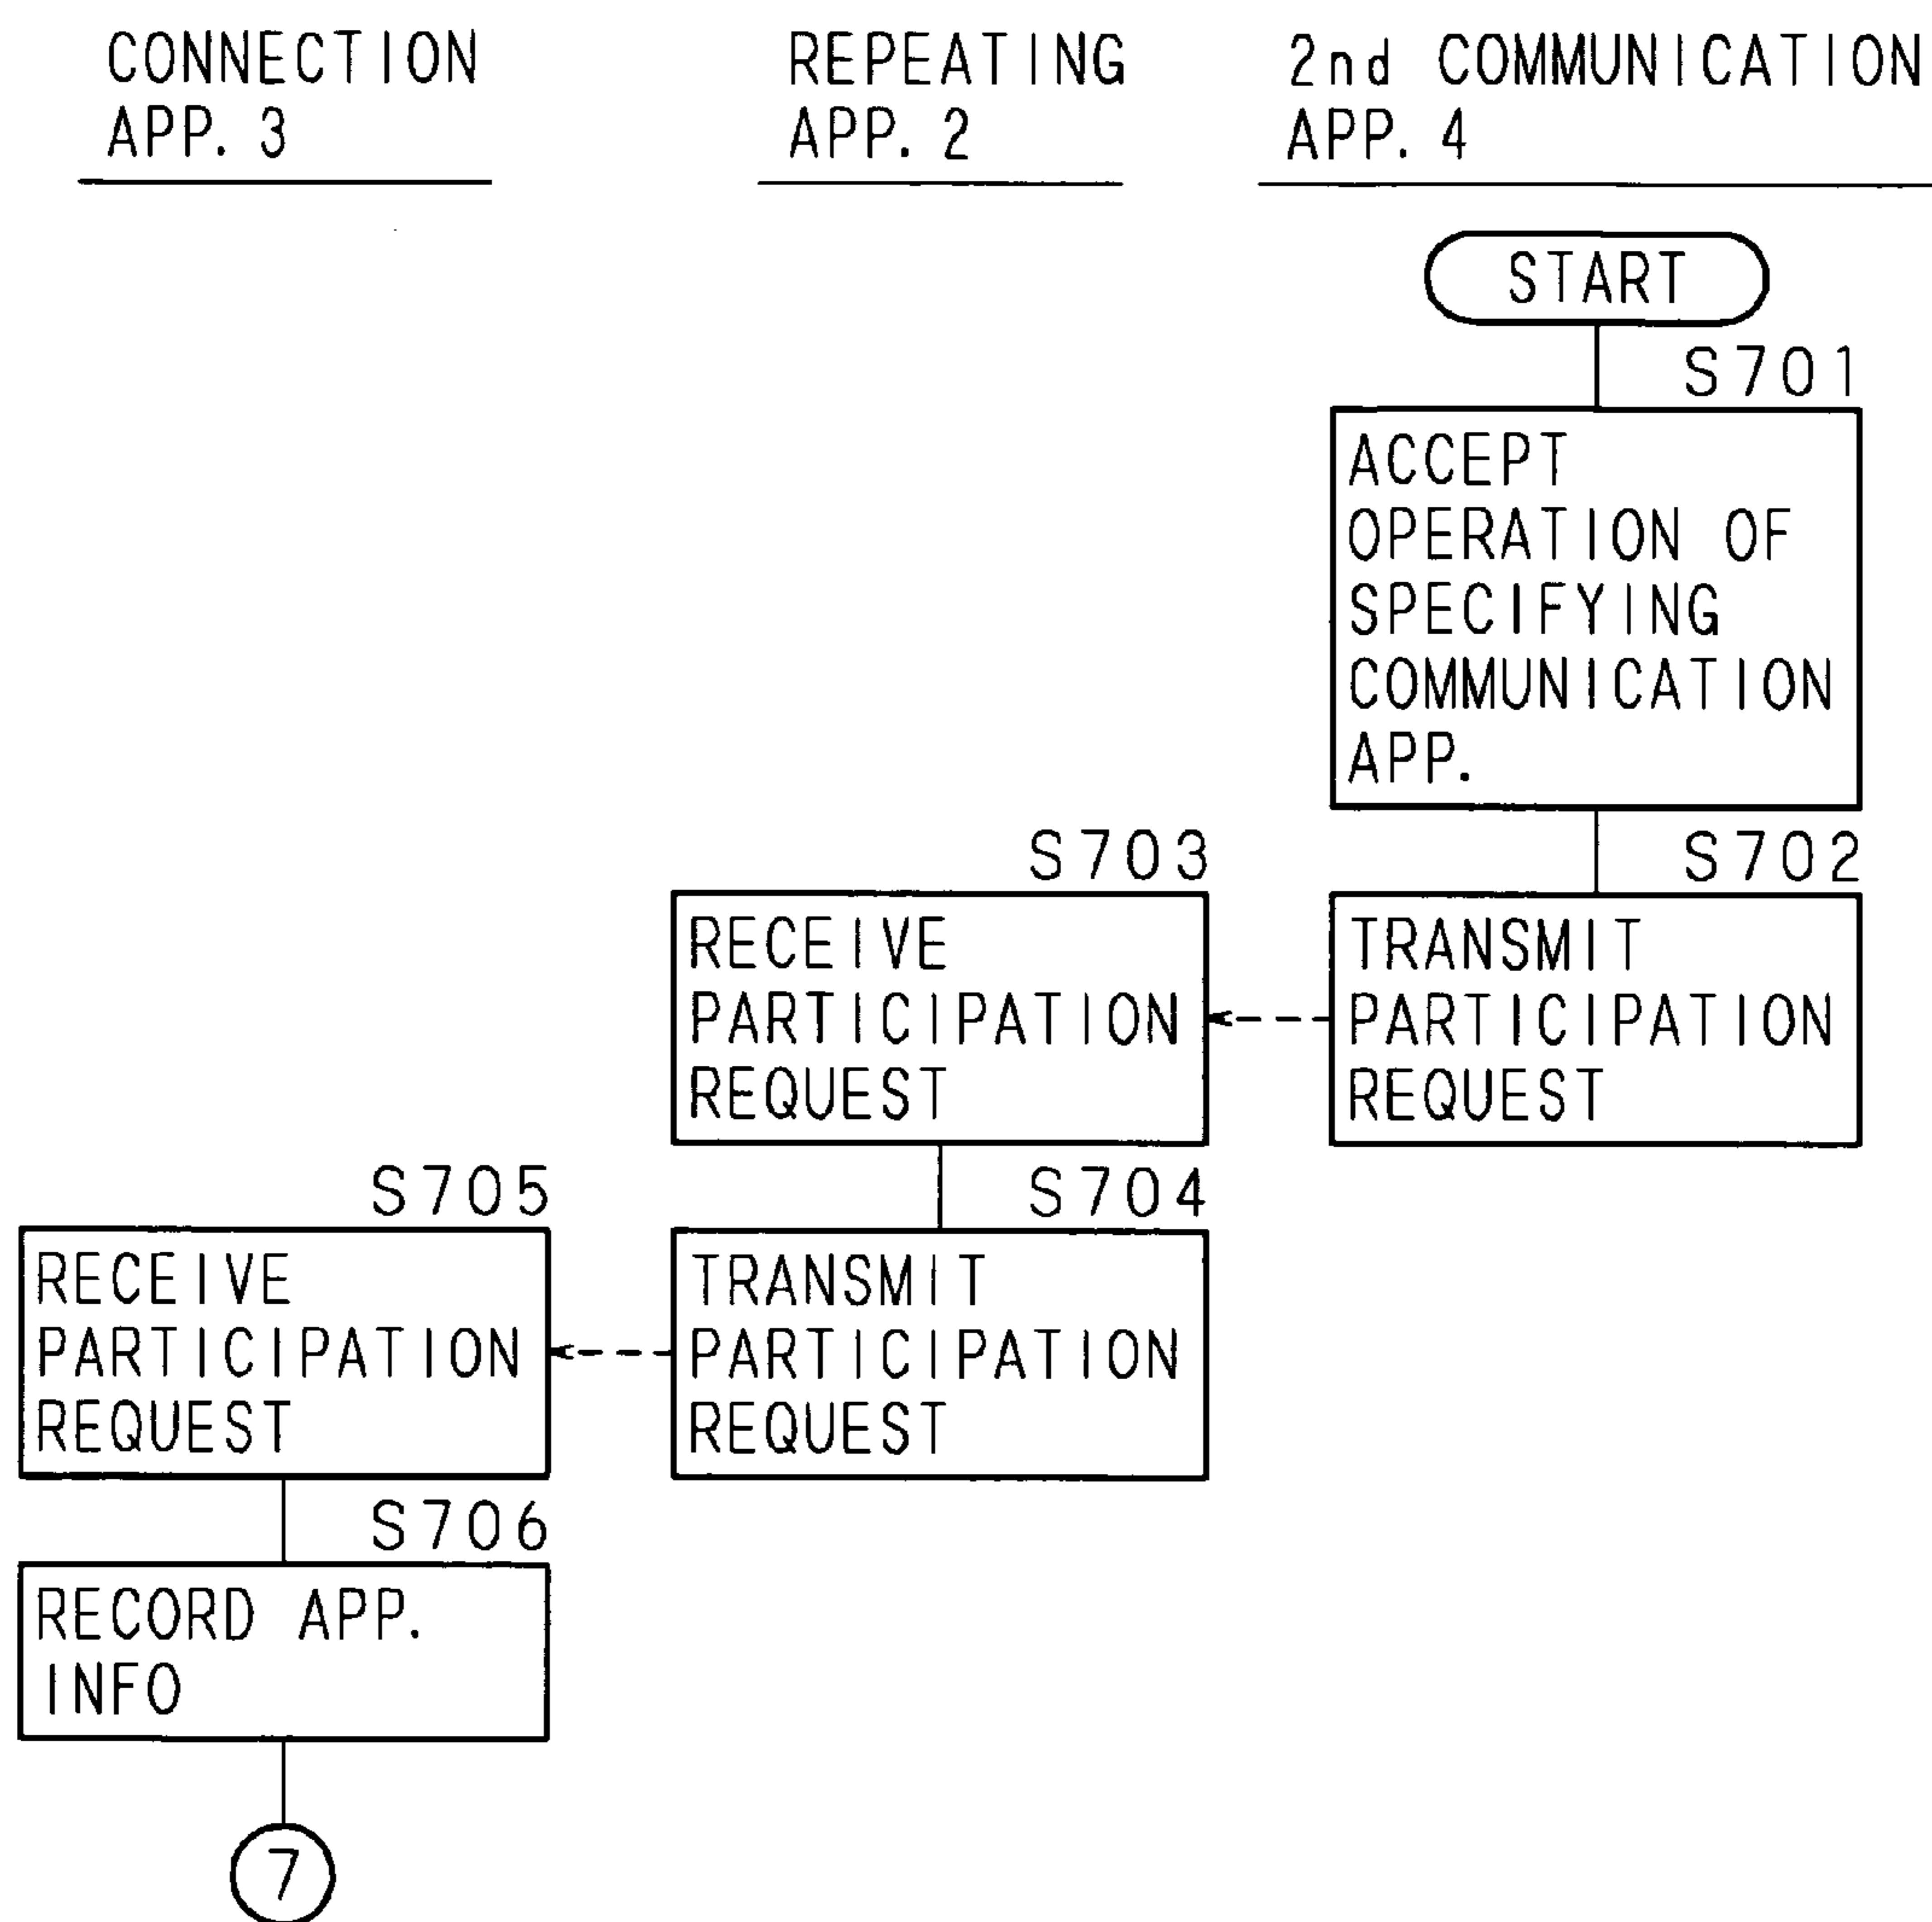 CONNECTION
APP. 3
REPEATING
APP. 2
2nd COMMUNICATION
APP. 4
START
S701
ACCEPT
OPERATION OF
SPECIFYING
COMMUNICATION
APP.
S702
TRANSMIT
PARTICIPATION
REQUEST
S703
RECEIVE
PARTICIPATION
REQUEST
S704
TRANSMIT
PARTICIPATION
REQUEST
S705
RECEIVE
PARTICIPATION
REQUEST
S706
RECORD APP.
INFO
7